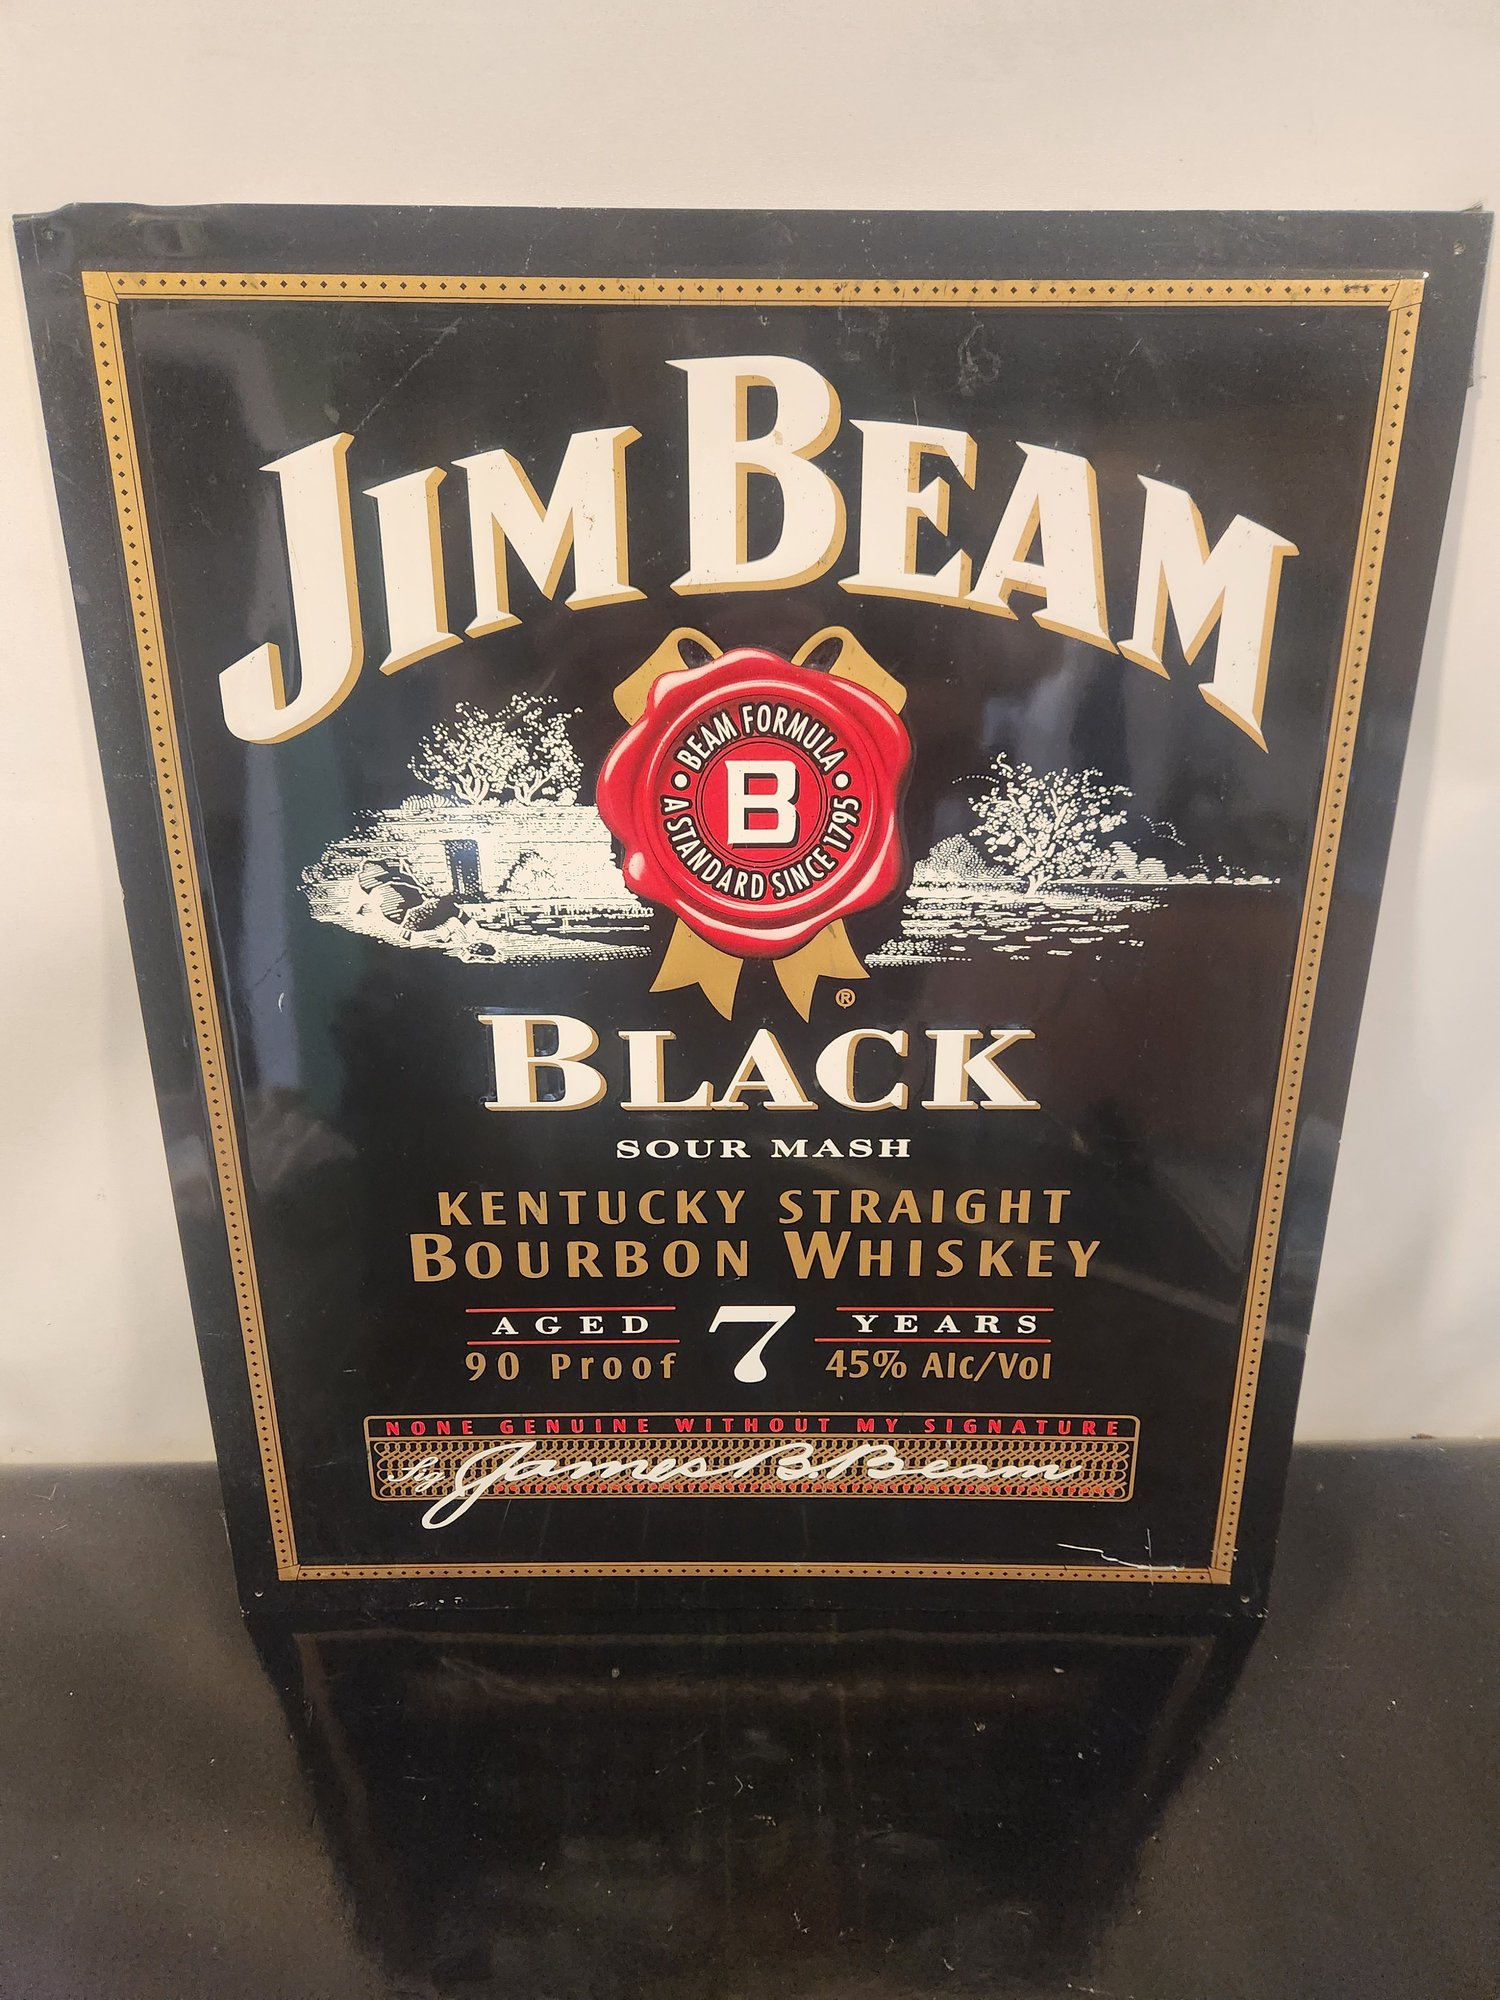 JIM BEAM
BEAM FORMULA
B
A STANDARD SINCE 1795
®
BLACK
SOUR MASH
KENTUCKY STRAIGHT
BOURBON WHISKEY
AGED 7 YEARS
90 Proof 45% Alc/Vol
NONE GENUINE WITHOUT MY SIGNATURE
Sig James B. Beam